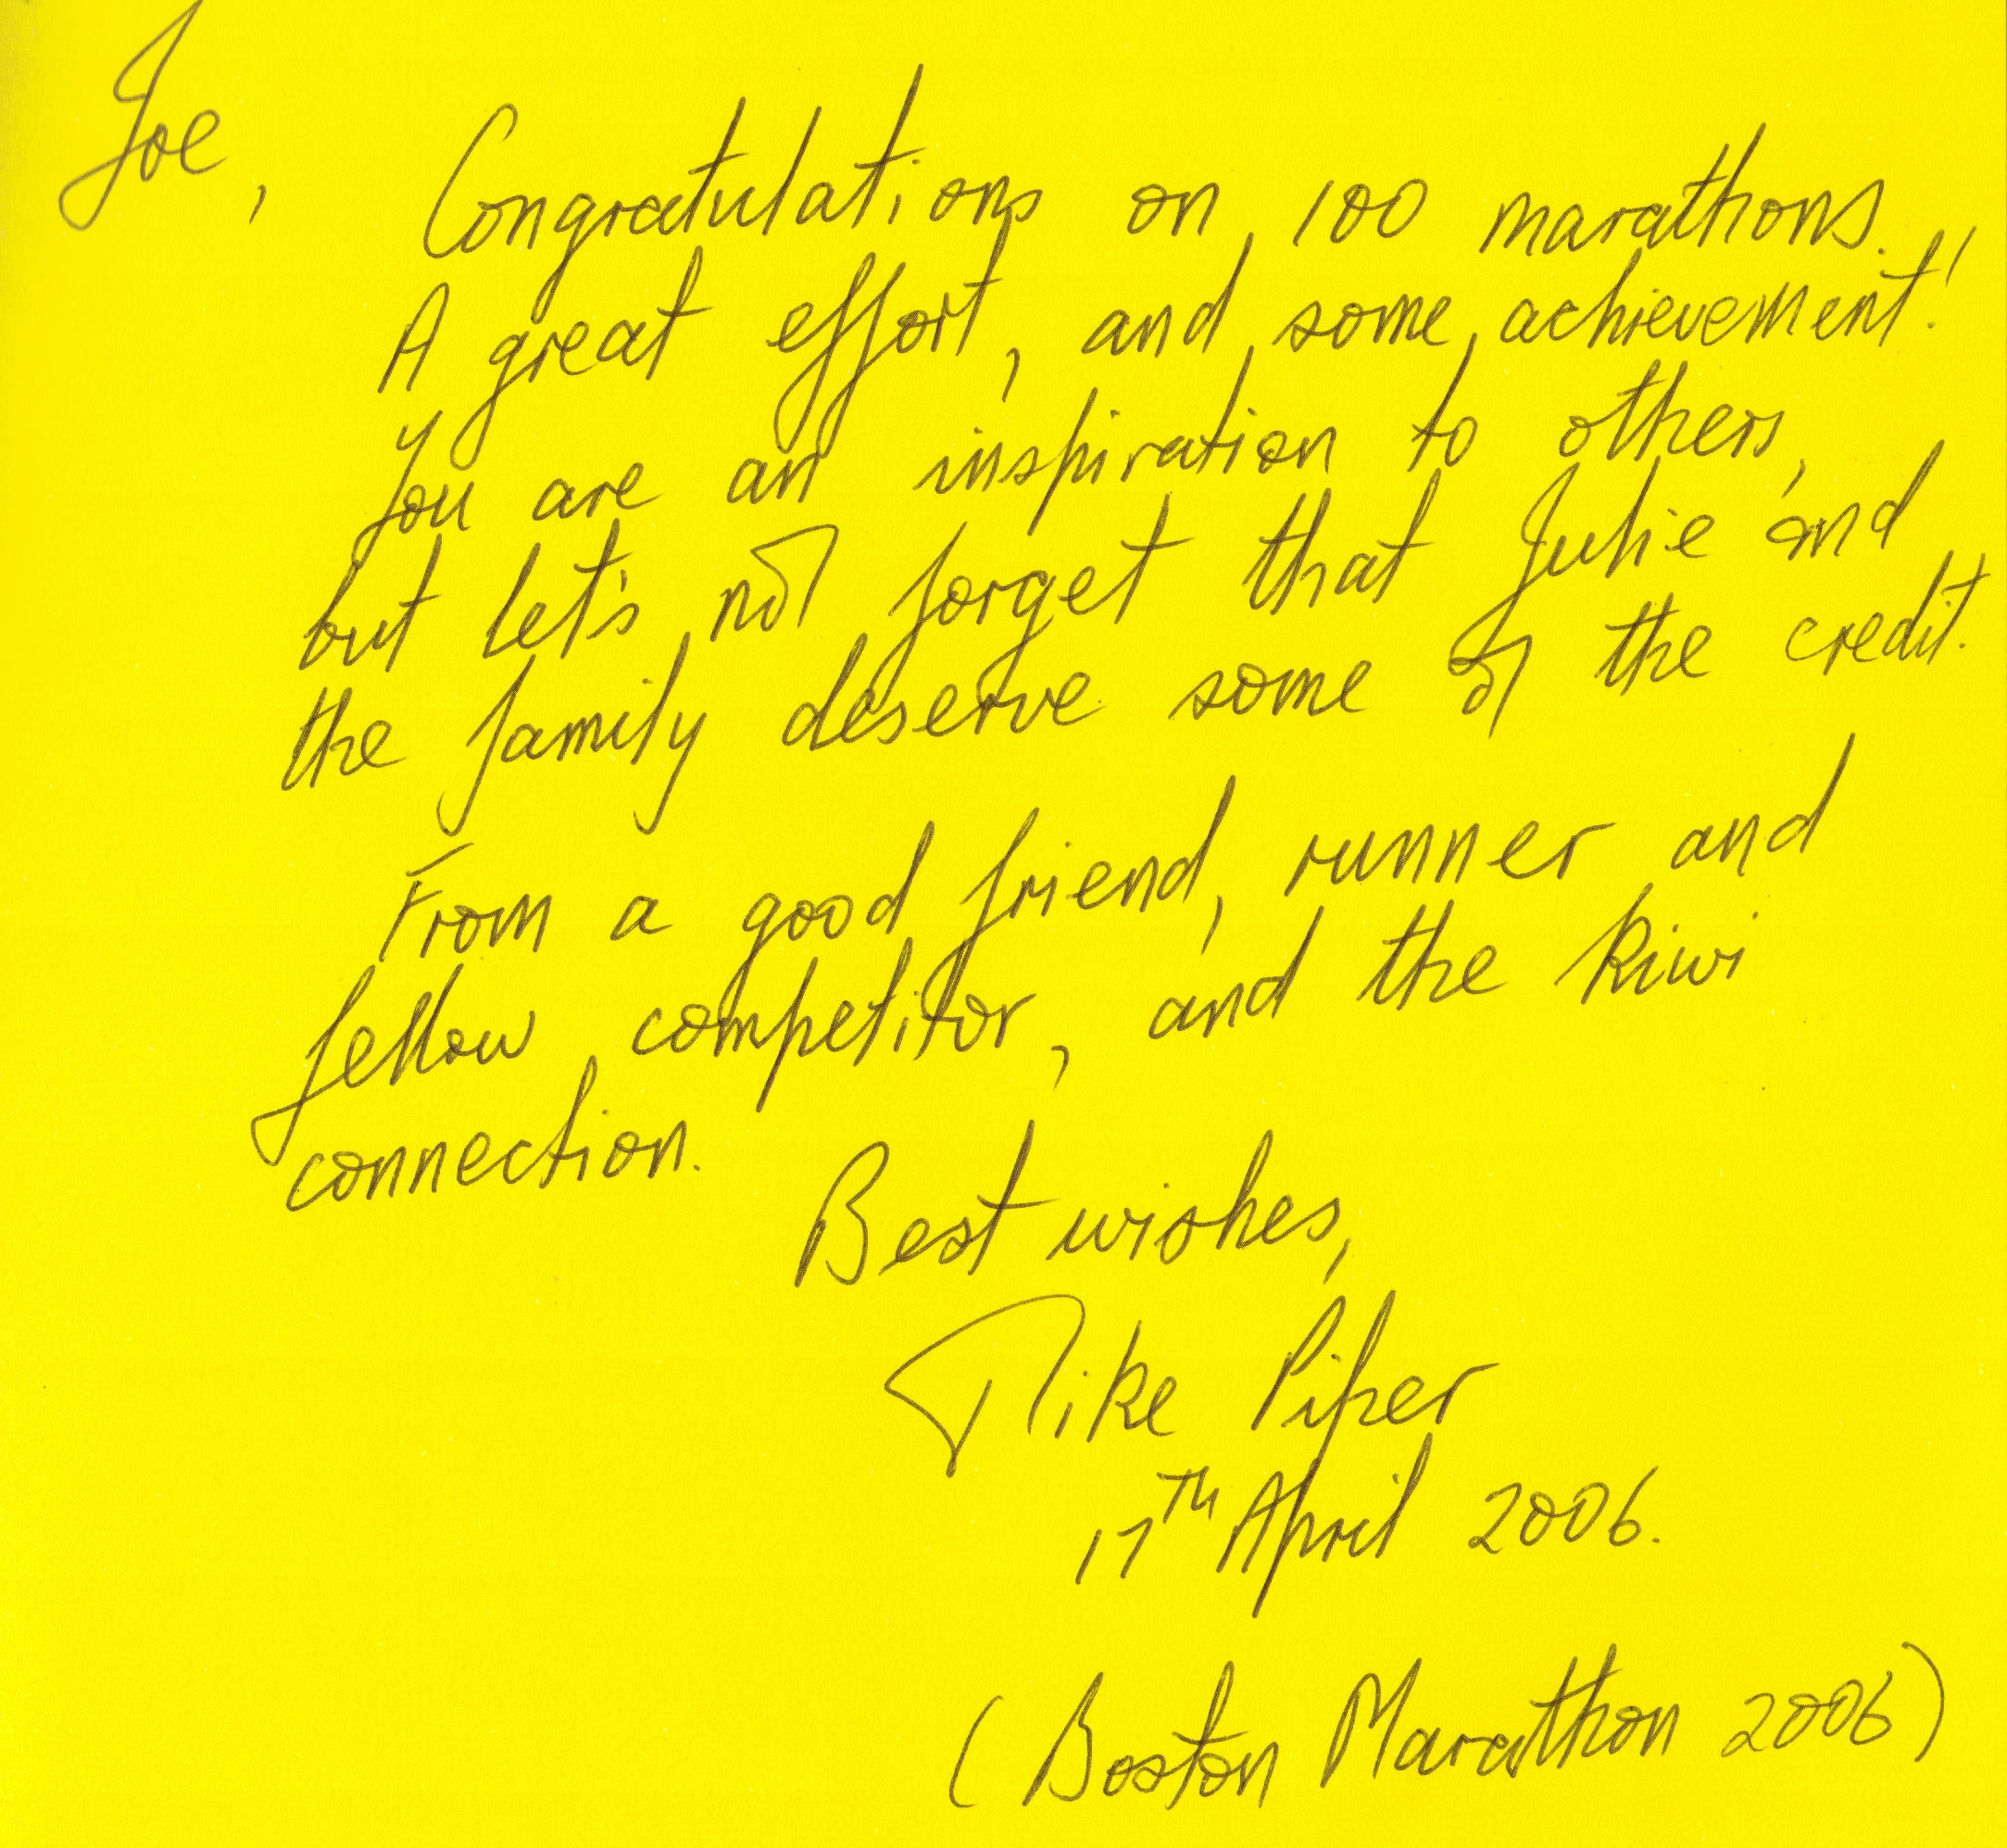 Joe,
Congratulations on 100 marathons.
A great effort, and some achievement!
You are an inspiration to others,
but let's not forget that Julie and
the family deserve some of the credit.
From a good friend, runner and
fellow competitor, and the Kiwi
connection.
Best wishes,
Mike Piper
17TH April 2006.
(Boston Marathon 2006)